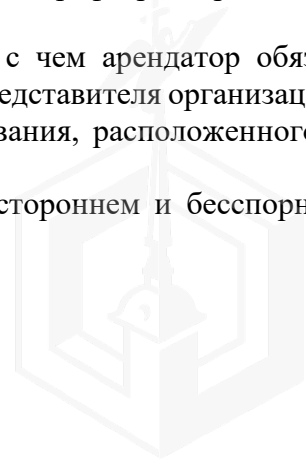 с чем арендатор обя
едставителя организац
вания, расположенного
стороннем и бесспорн